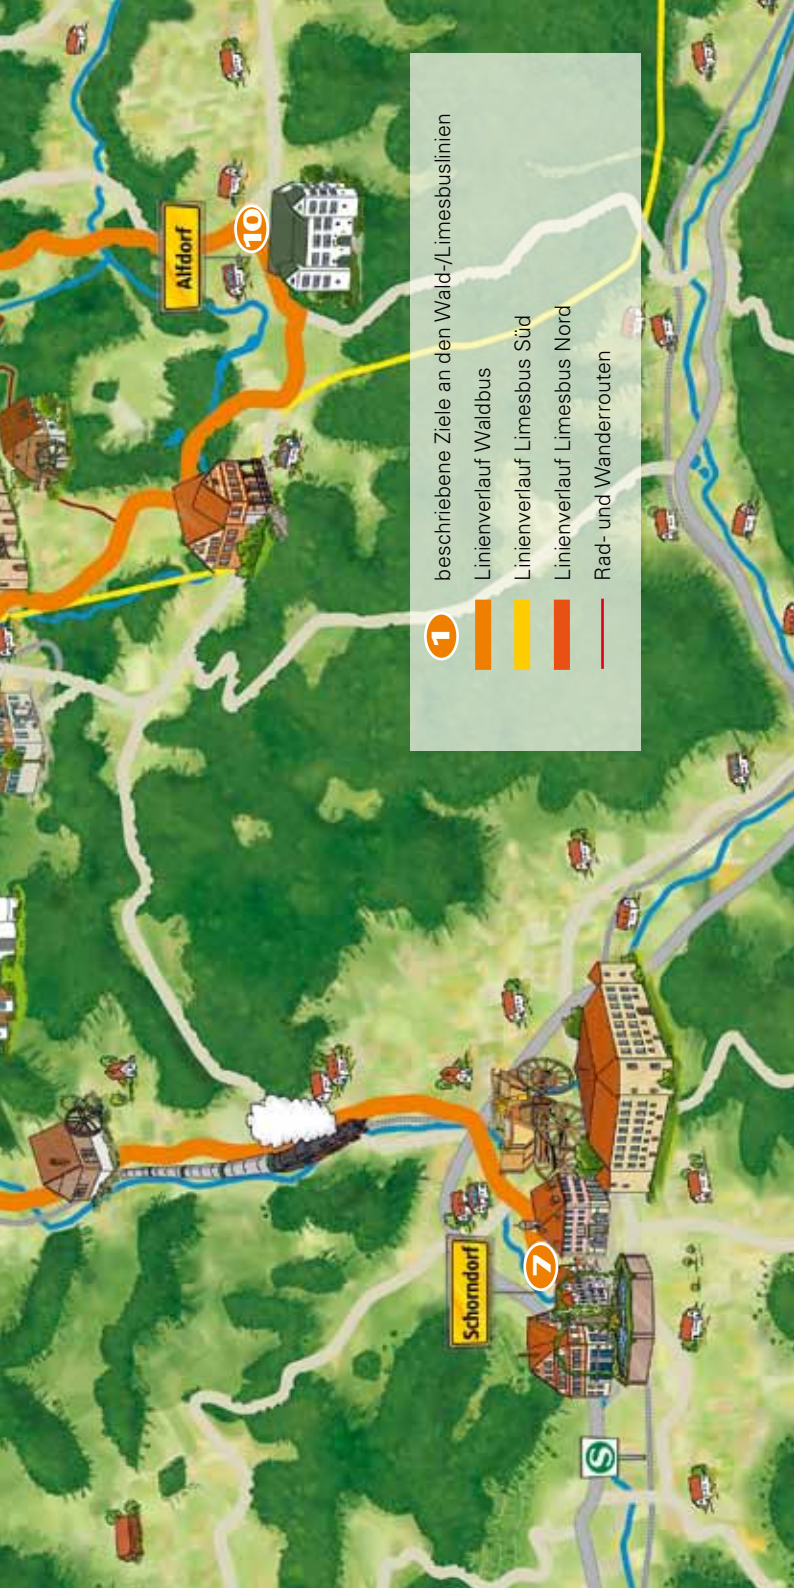 Alfdorf
10
1 beschriebene Ziele an den Wald-/Limesbuslinien
Linienverlauf Waldbus
Linienverlauf Limesbus Süd
Linienverlauf Limesbus Nord
Rad- und Wanderrouten
Schorndorf
7
S